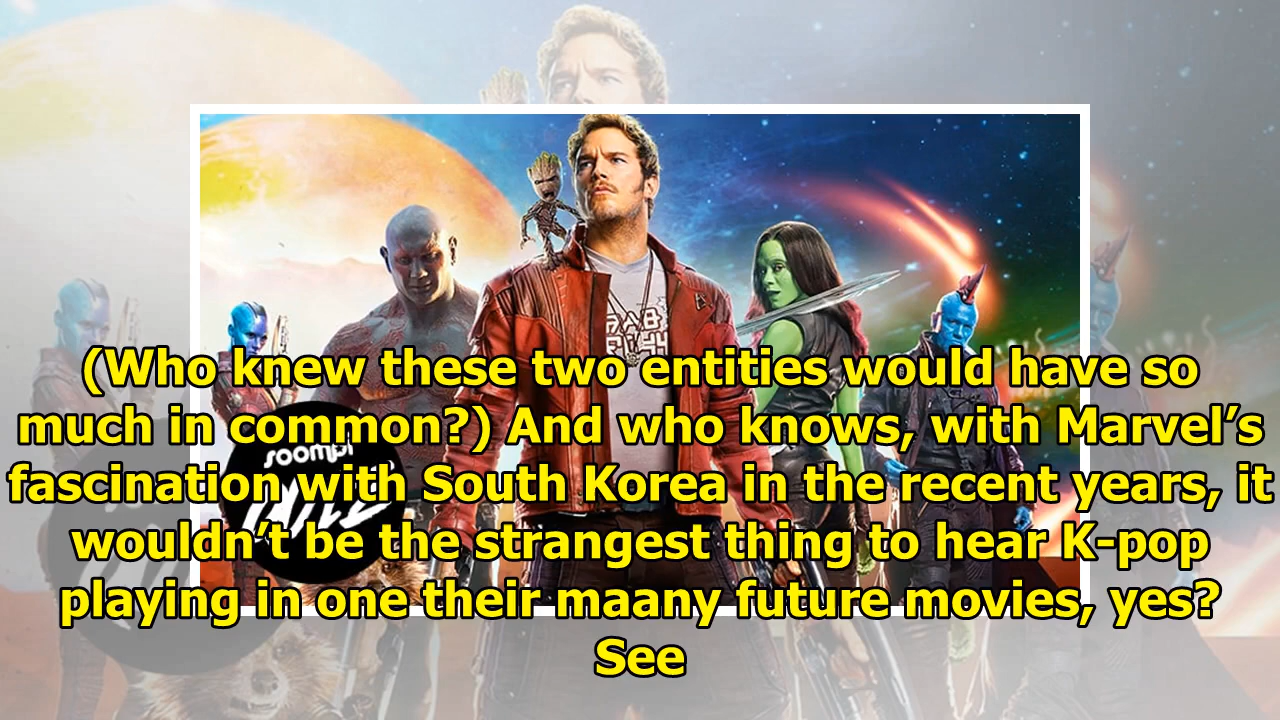 (Who knew these two entities would have so
much in common?) And who knows, with Marvel’s
fascination with South Korea in the recent years, it
wouldn’t be the strangest thing to hear K-pop
playing in one their maany future movies, yes?
See
soompi